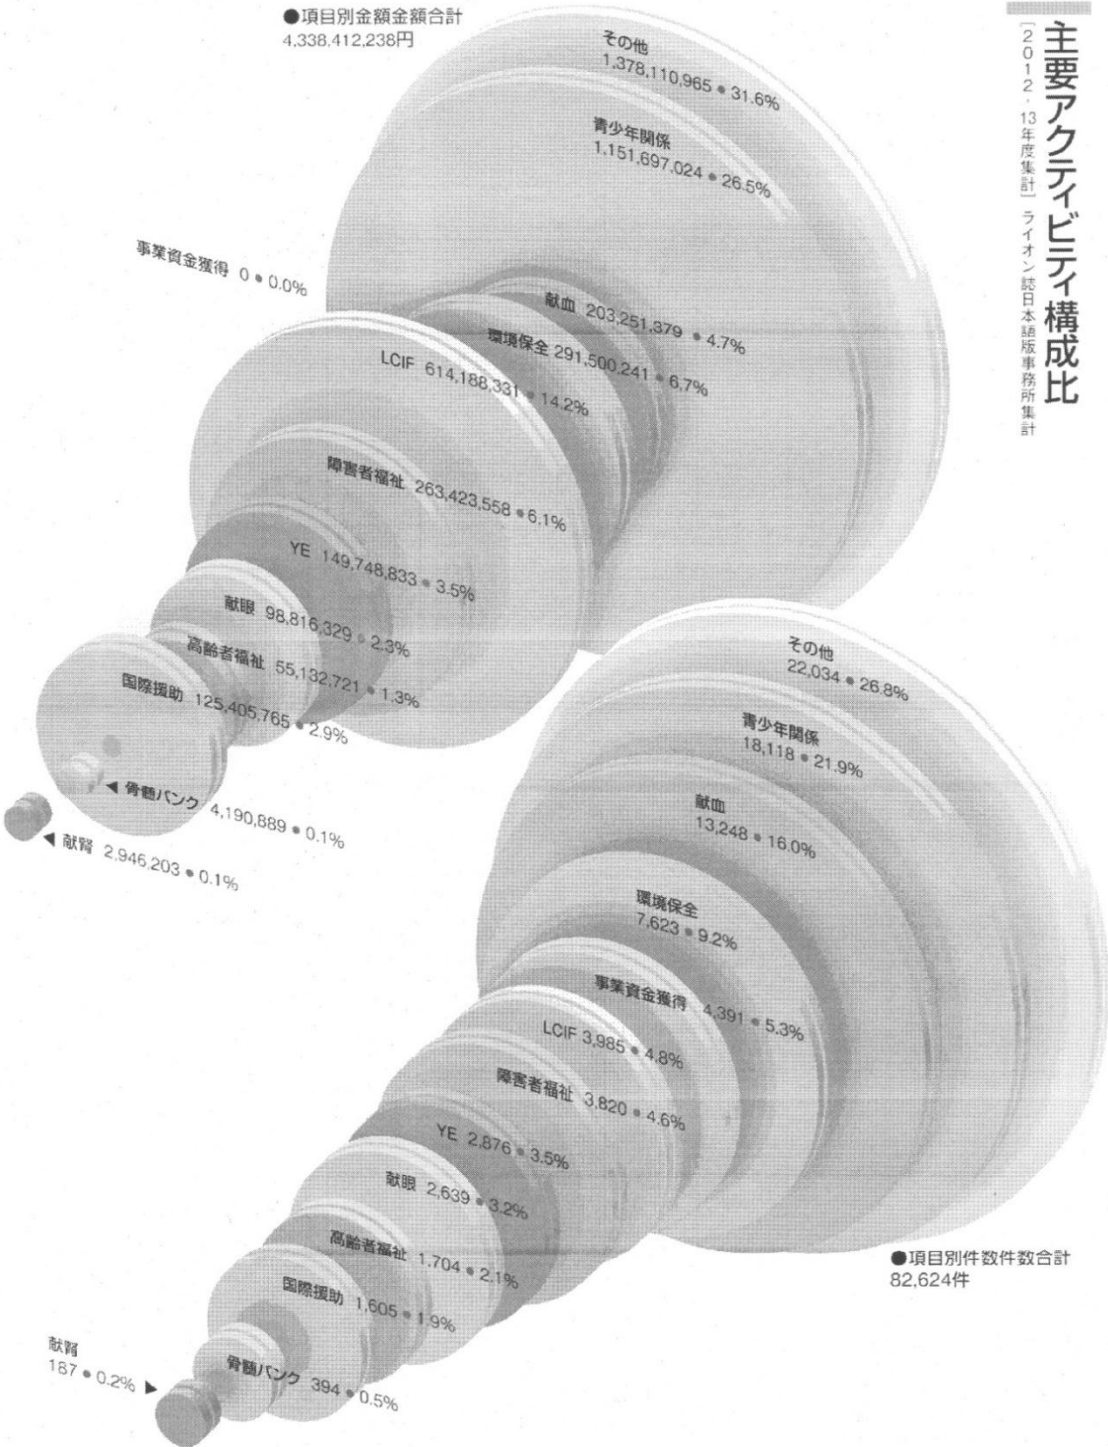 主要アクティビティ構成比
［2012‐13年度集計］ ライオン誌日本語版事務所集計
●項目別金額金額合計
4,338,412,238円
その他
1,378,110,965 ● 31.6%
青少年関係
1,151,697,024 ● 26.5%
事業資金獲得 0 ● 0.0%
献血 203,251,379 ● 4.7%
環境保全 291,500,241 ● 6.7%
LCIF 614,188,331 ● 14.2%
障害者福祉 263,423,558 ● 6.1%
YE 149,748,833 ● 3.5%
献眼 98,816,329 ● 2.3%
高齢者福祉 55,132,721 ● 1.3%
国際援助 125,405,765 ● 2.9%
◀ 骨髄バンク 4,190,889 ● 0.1%
◀ 献腎 2,946,203 ● 0.1%
その他
22,034 ● 26.8%
青少年関係
18,118 ● 21.9%
献血
13,248 ● 16.0%
環境保全
7,623 ● 9.2%
事業資金獲得 4,391 ● 5.3%
LCIF 3,985 ● 4.8%
障害者福祉 3,820 ● 4.6%
YE 2,876 ● 3.5%
献眼 2,639 ● 3.2%
高齢者福祉 1,704 ● 2.1%
国際援助 1,605 ● 1.9%
骨髄バンク 394 ● 0.5%
献腎
187 ● 0.2% ▶
●項目別件数件数合計
82,624件